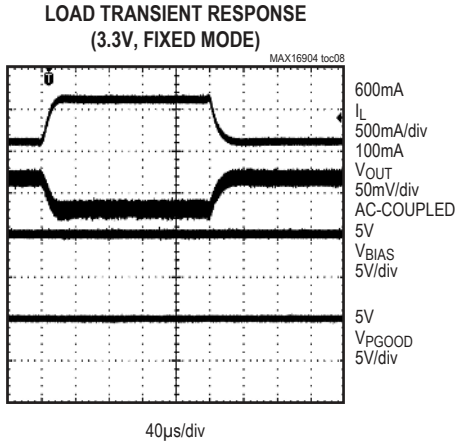 LOAD TRANSIENT RESPONSE
(3.3V, FIXED MODE)
MAX16904 toc08
T
600mA
IL
500mA/div
100mA
VOUT
50mV/div
AC-COUPLED
5V
VBIAS
5V/div
5V
VPGOOD
5V/div
40µs/div